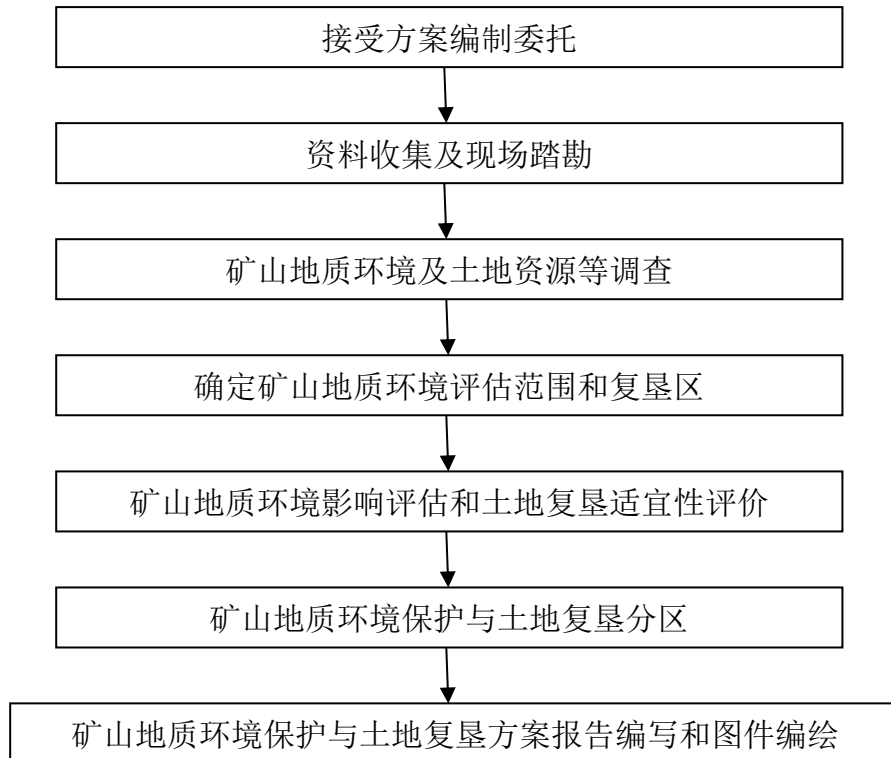 接受方案编制委托
资料收集及现场踏勘
矿山地质环境及土地资源等调查
确定矿山地质环境评估范围和复垦区
矿山地质环境影响评估和土地复垦适宜性评价
矿山地质环境保护与土地复垦分区
矿山地质环境保护与土地复垦方案报告编写和图件编绘